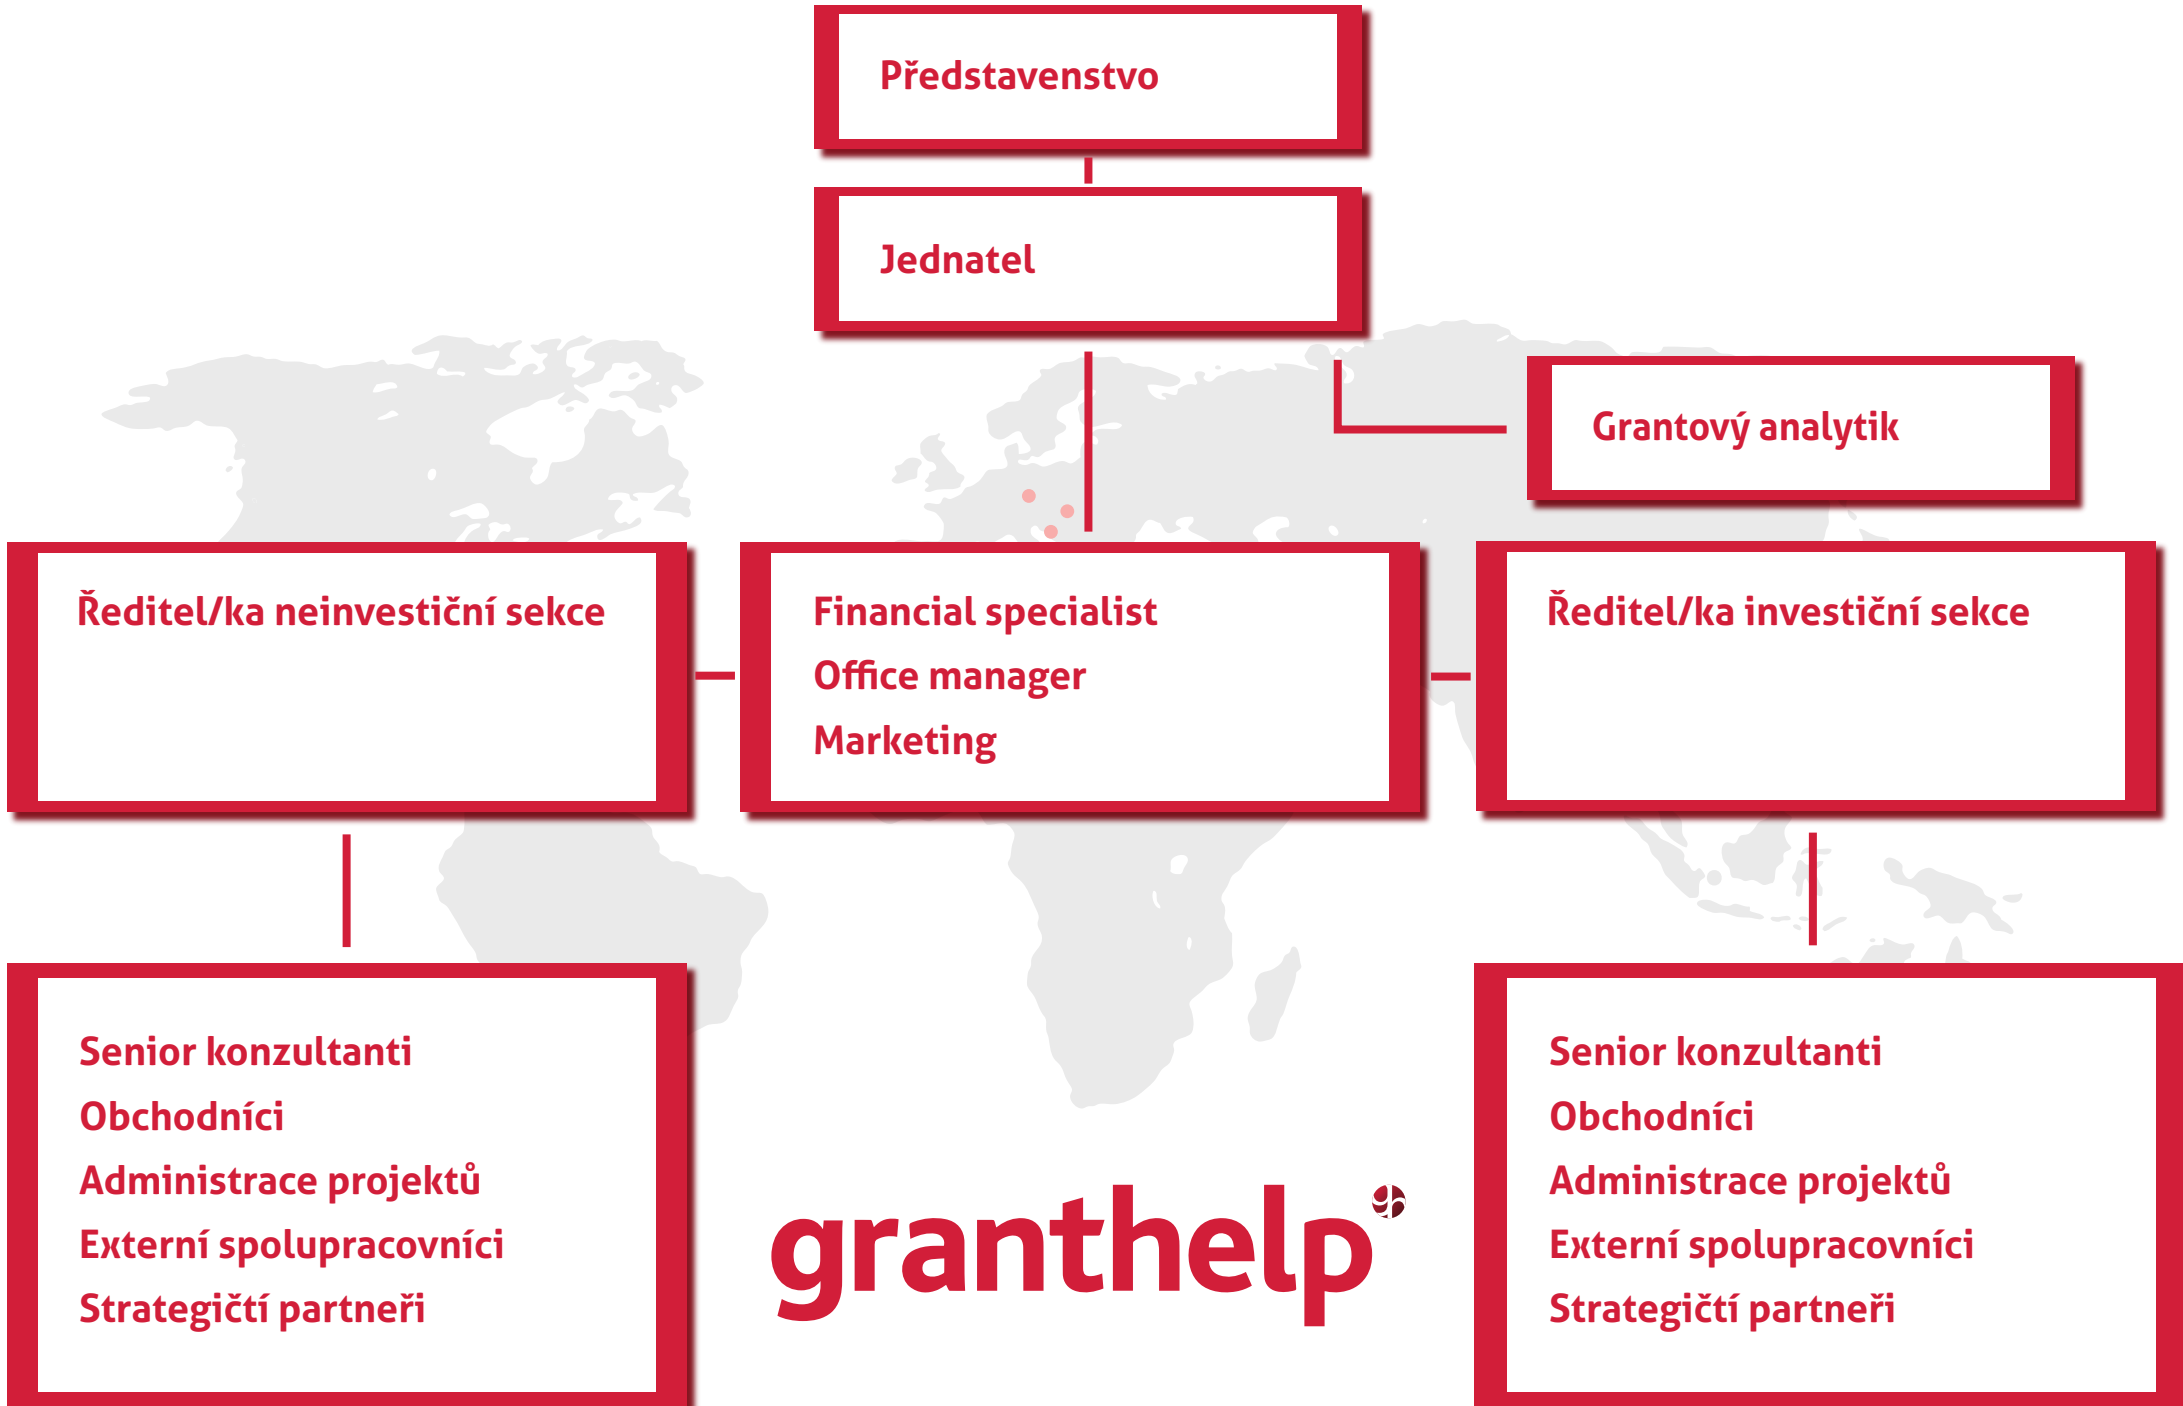 Představenstvo
Jednatel
Grantový analytik
Ředitel/ka neinvestiční sekce
Financial specialist
Office manager
Marketing
Ředitel/ka investiční sekce
Senior konzultanti
Obchodníci
Administrace projektů
Externí spolupracovníci
Strategičtí partneři
granthelp
Senior konzultanti
Obchodníci
Administrace projektů
Externí spolupracovníci
Strategičtí partneři